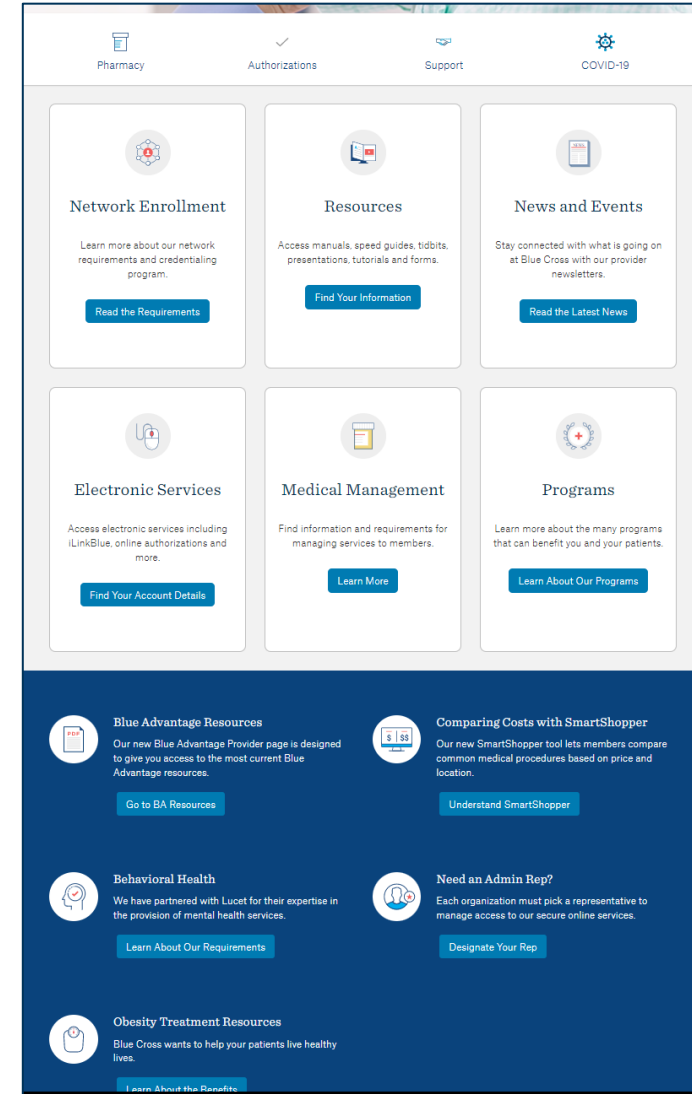 Pharmacy
Authorizations
Support
COVID-19
Network Enrollment
Learn more about our network
requirements and credentialing
program.
Read the Requirements
Resources
Access manuals, speed guides, tidbits,
presentations, tutorials and forms.
Find Your Information
NEWS
News and Events
Stay connected with what is going on
at Blue Cross with our provider
newsletters.
Read the Latest News
Electronic Services
Access electronic services including
iLinkBlue, online authorizations and
more.
Find Your Account Details
Medical Management
Find information and requirements for
managing services to members.
Learn More
Programs
Learn more about the many programs
that can benefit you and your patients.
Learn About Our Programs
PDF
Blue Advantage Resources
Our new Blue Advantage Provider page is designed
to give you access to the most current Blue
Advantage resources.
Go to BA Resources
$ $$
Comparing Costs with SmartShopper
Our new SmartShopper tool lets members compare
common medical procedures based on price and
location.
Understand SmartShopper
Behavioral Health
We have partnered with Lucet for their expertise in
the provision of mental health services.
Learn About Our Requirements
Need an Admin Rep?
Each organization must pick a representative to
manage access to our secure online services.
Designate Your Rep
Obesity Treatment Resources
Blue Cross wants to help your patients live healthy
lives.
Learn About the Benefits